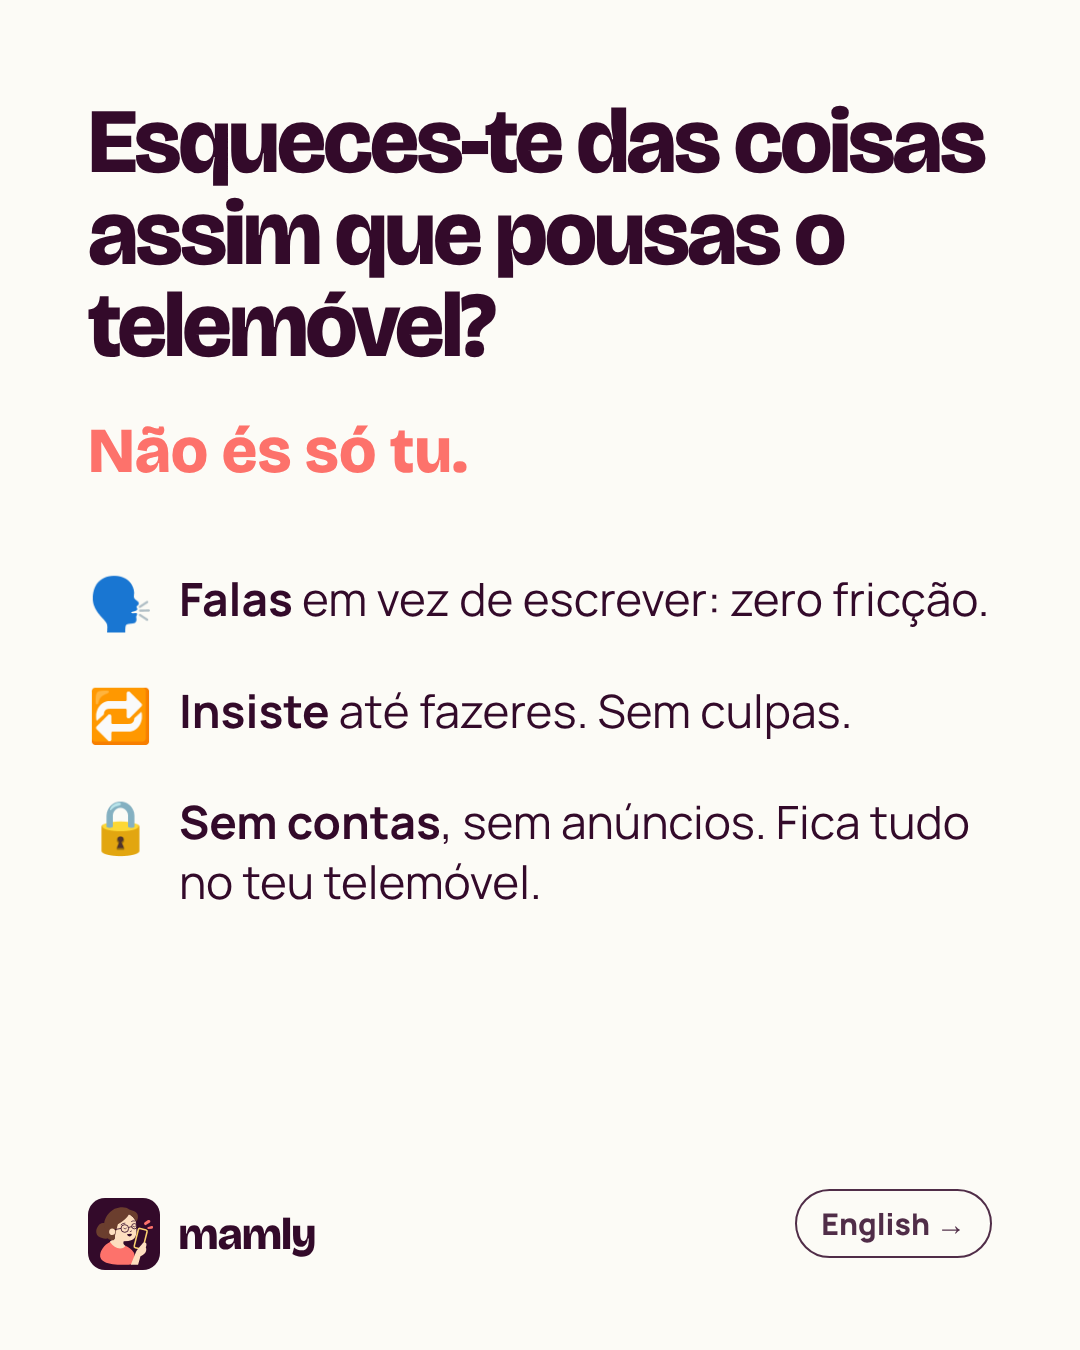 Esqueces-te das coisas
assim que pousas o
telemóvel?
Não és só tu.
Falas em vez de escrever: zero fricção.
Insiste até fazeres. Sem culpas.
Sem contas, sem anúncios. Fica tudo
no teu telemóvel.
mamly
English →